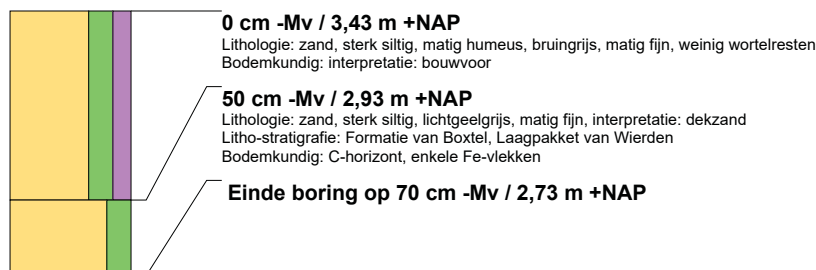 0 cm -Mv / 3,43 m +NAP
Lithologie: zand, sterk siltig, matig humeus, bruingrijs, matig fijn, weinig wortelresten
Bodemkundig: interpretatie: bouwvoor
50 cm -Mv / 2,93 m +NAP
Lithologie: zand, sterk siltig, lichtgeelgrijs, matig fijn, interpretatie: dekzand
Litho-stratigrafie: Formatie van Boxtel, Laagpakket van Wierden
Bodemkundig: C-horizont, enkele Fe-vlekken
Einde boring op 70 cm -Mv / 2,73 m +NAP